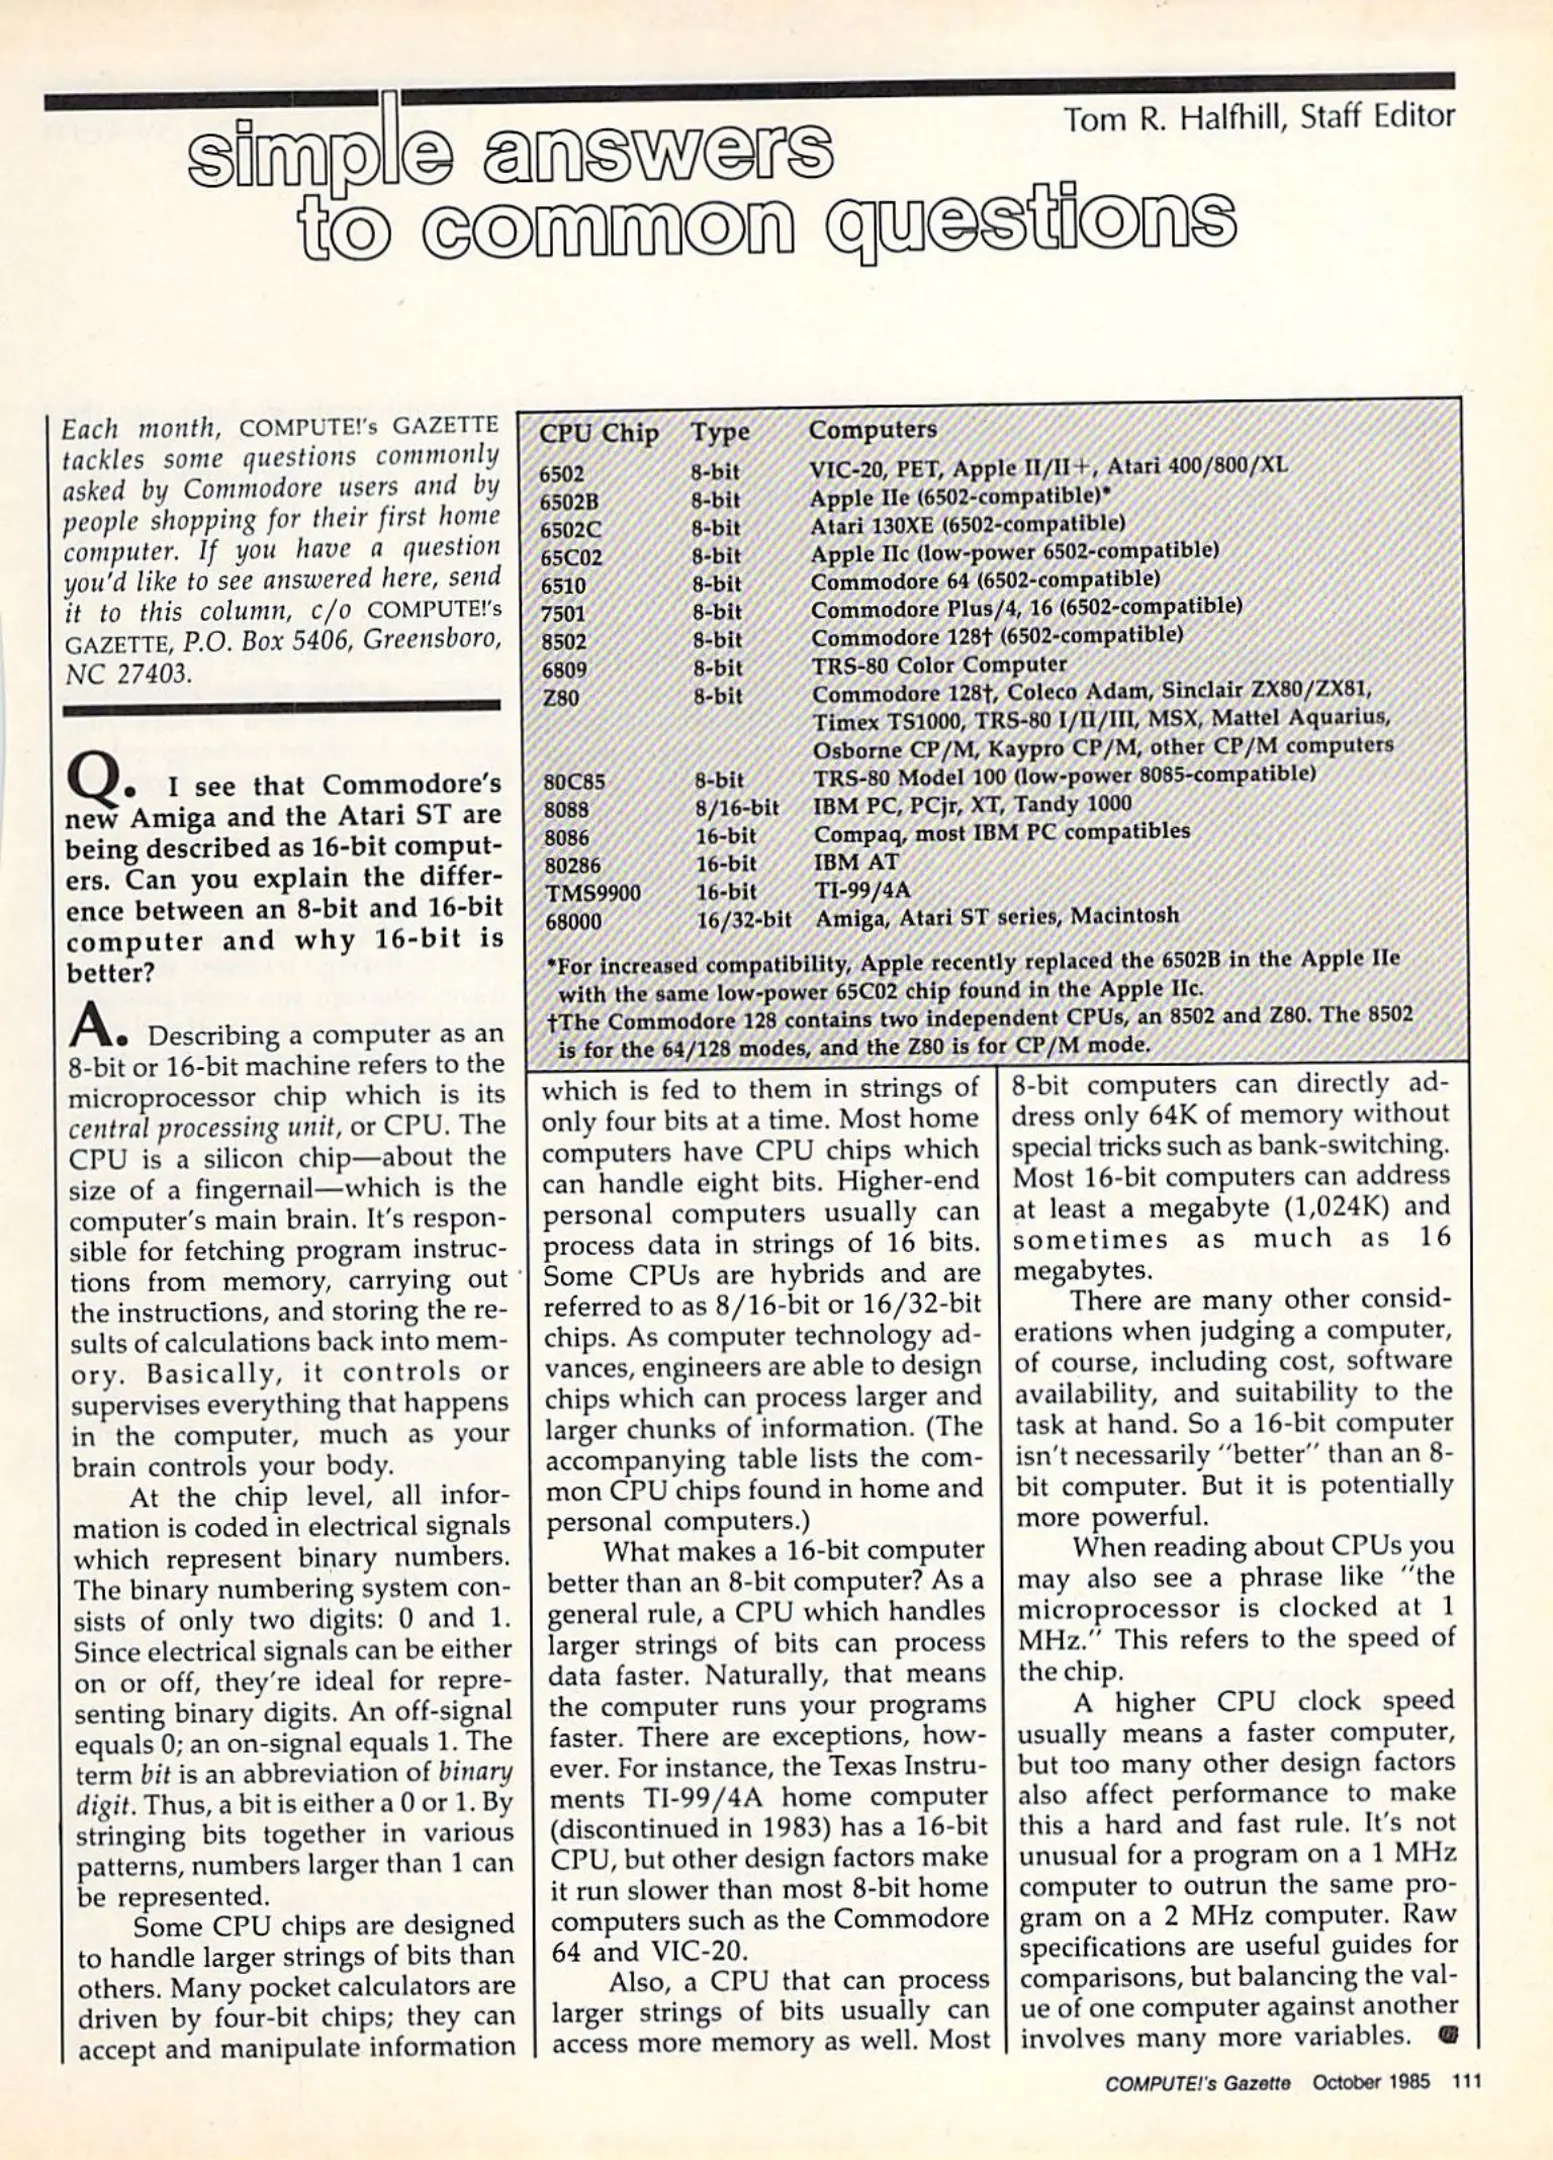 Tom R. Halfhill, Staff Editor
simple answers
to common questions
Each month, COMPUTE!'s GAZETTE
tackles some questions commonly
asked by Commodore users and by
people shopping for their first home
computer. If you have a question
you'd like to see answered here, send
it to this column, c/o COMPUTE!'s
GAZETTE, P.O. Box 5406, Greensboro,
NC 27403.
Q. I see that Commodore's
new Amiga and the Atari ST are
being described as 16-bit comput-
ers. Can you explain the differ-
ence between an 8-bit and 16-bit
computer and why 16-bit is
better?
A. Describing a computer as an
8-bit or 16-bit machine refers to the
microprocessor chip which is its
central processing unit, or CPU. The
CPU is a silicon chip—about the
size of a fingernail—which is the
computer's main brain. It's respon-
sible for fetching program instruc-
tions from memory, carrying out
the instructions, and storing the re-
sults of calculations back into mem-
ory. Basically, it controls or
supervises everything that happens
in the computer, much as your
brain controls your body.
At the chip level, all infor-
mation is coded in electrical signals
which represent binary numbers.
The binary numbering system con-
sists of only two digits: 0 and 1.
Since electrical signals can be either
on or off, they're ideal for repre-
senting binary digits. An off-signal
equals 0; an on-signal equals 1. The
term bit is an abbreviation of binary
digit. Thus, a bit is either a 0 or 1. By
stringing bits together in various
patterns, numbers larger than 1 can
be represented.
Some CPU chips are designed
to handle larger strings of bits than
others. Many pocket calculators are
driven by four-bit chips; they can
accept and manipulate information
CPU Chip Type Computers
6502 8-bit VIC-20, PET, Apple II/II+, Atari 400/800/XL
6502B 8-bit Apple IIe (6502-compatible)*
6502C 8-bit Atari 130XE (6502-compatible)
65C02 8-bit Apple IIc (low-power 6502-compatible)
6510 8-bit Commodore 64 (6502-compatible)
7501 8-bit Commodore Plus/4, 16 (6502-compatible)
8502 8-bit Commodore 128† (6502-compatible)
6809 8-bit TRS-80 Color Computer
Z80 8-bit Commodore 128†, Coleco Adam, Sinclair ZX80/ZX81,
Timex TS1000, TRS-80 I/II/III, MSX, Mattel Aquarius,
Osborne CP/M, Kaypro CP/M, other CP/M computers
80C85 8-bit TRS-80 Model 100 (low-power 8085-compatible)
8088 8/16-bit IBM PC, PCjr, XT, Tandy 1000
8086 16-bit Compaq, most IBM PC compatibles
80286 16-bit IBM AT
TMS9900 16-bit TI-99/4A
68000 16/32-bit Amiga, Atari ST series, Macintosh
*For increased compatibility, Apple recently replaced the 6502B in the Apple IIe
with the same low-power 65C02 chip found in the Apple IIc.
†The Commodore 128 contains two independent CPUs, an 8502 and Z80. The 8502
is for the 64/128 modes, and the Z80 is for CP/M mode.
which is fed to them in strings of
only four bits at a time. Most home
computers have CPU chips which
can handle eight bits. Higher-end
personal computers usually can
process data in strings of 16 bits.
Some CPUs are hybrids and are
referred to as 8/16-bit or 16/32-bit
chips. As computer technology ad-
vances, engineers are able to design
chips which can process larger and
larger chunks of information. (The
accompanying table lists the com-
mon CPU chips found in home and
personal computers.)
What makes a 16-bit computer
better than an 8-bit computer? As a
general rule, a CPU which handles
larger strings of bits can process
data faster. Naturally, that means
the computer runs your programs
faster. There are exceptions, how-
ever. For instance, the Texas Instru-
ments TI-99/4A home computer
(discontinued in 1983) has a 16-bit
CPU, but other design factors make
it run slower than most 8-bit home
computers such as the Commodore
64 and VIC-20.
Also, a CPU that can process
larger strings of bits usually can
access more memory as well. Most
8-bit computers can directly ad-
dress only 64K of memory without
special tricks such as bank-switching.
Most 16-bit computers can address
at least a megabyte (1,024K) and
sometimes as much as 16
megabytes.
There are many other consid-
erations when judging a computer,
of course, including cost, software
availability, and suitability to the
task at hand. So a 16-bit computer
isn't necessarily "better" than an 8-
bit computer. But it is potentially
more powerful.
When reading about CPUs you
may also see a phrase like "the
microprocessor is clocked at 1
MHz." This refers to the speed of
the chip.
A higher CPU clock speed
usually means a faster computer,
but too many other design factors
also affect performance to make
this a hard and fast rule. It's not
unusual for a program on a 1 MHz
computer to outrun the same pro-
gram on a 2 MHz computer. Raw
specifications are useful guides for
comparisons, but balancing the val-
ue of one computer against another
involves many more variables.
COMPUTE!'s Gazette October 1985 111